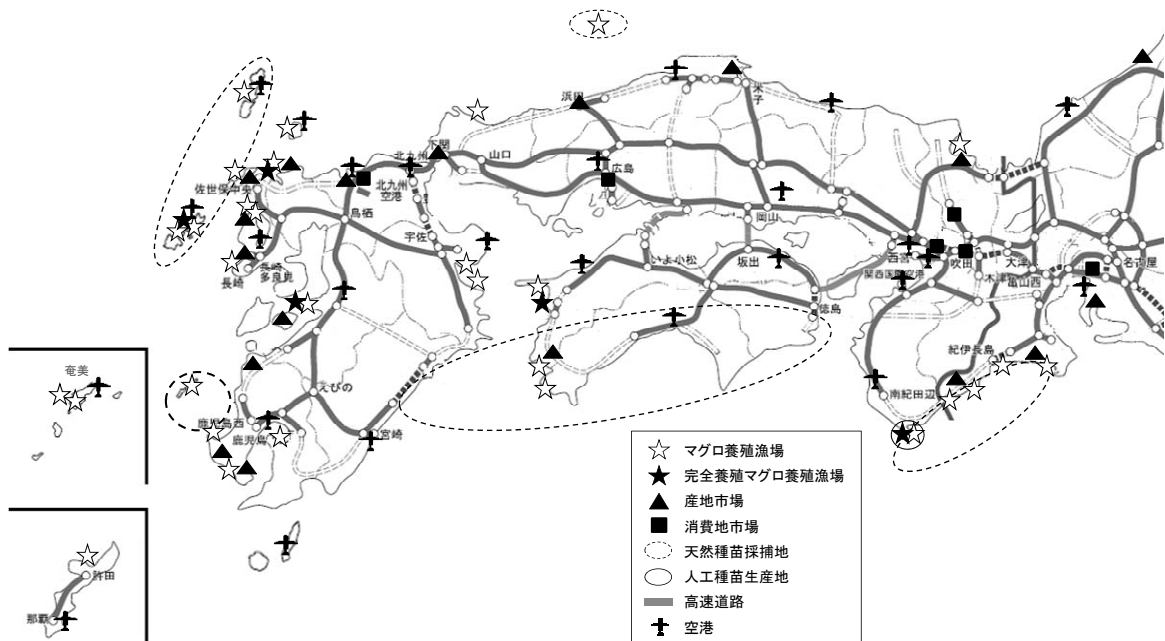 浜田
米子
下関
山口
北九州
広島
北九州
空港
佐世保中央
鳥栖
岡山
宇佐
いよ小松
坂出
西宮
吹田
大津
名古屋
関西国際空港
木津
亀山西
長崎
多良見
長崎
徳島
紀伊長島
奄美
えびの
南紀田辺
鹿児島西
鹿児島
宮崎
許田
那覇
マグロ養殖漁場
完全養殖マグロ養殖漁場
産地市場
消費地市場
天然種苗採捕地
人工種苗生産地
高速道路
空港